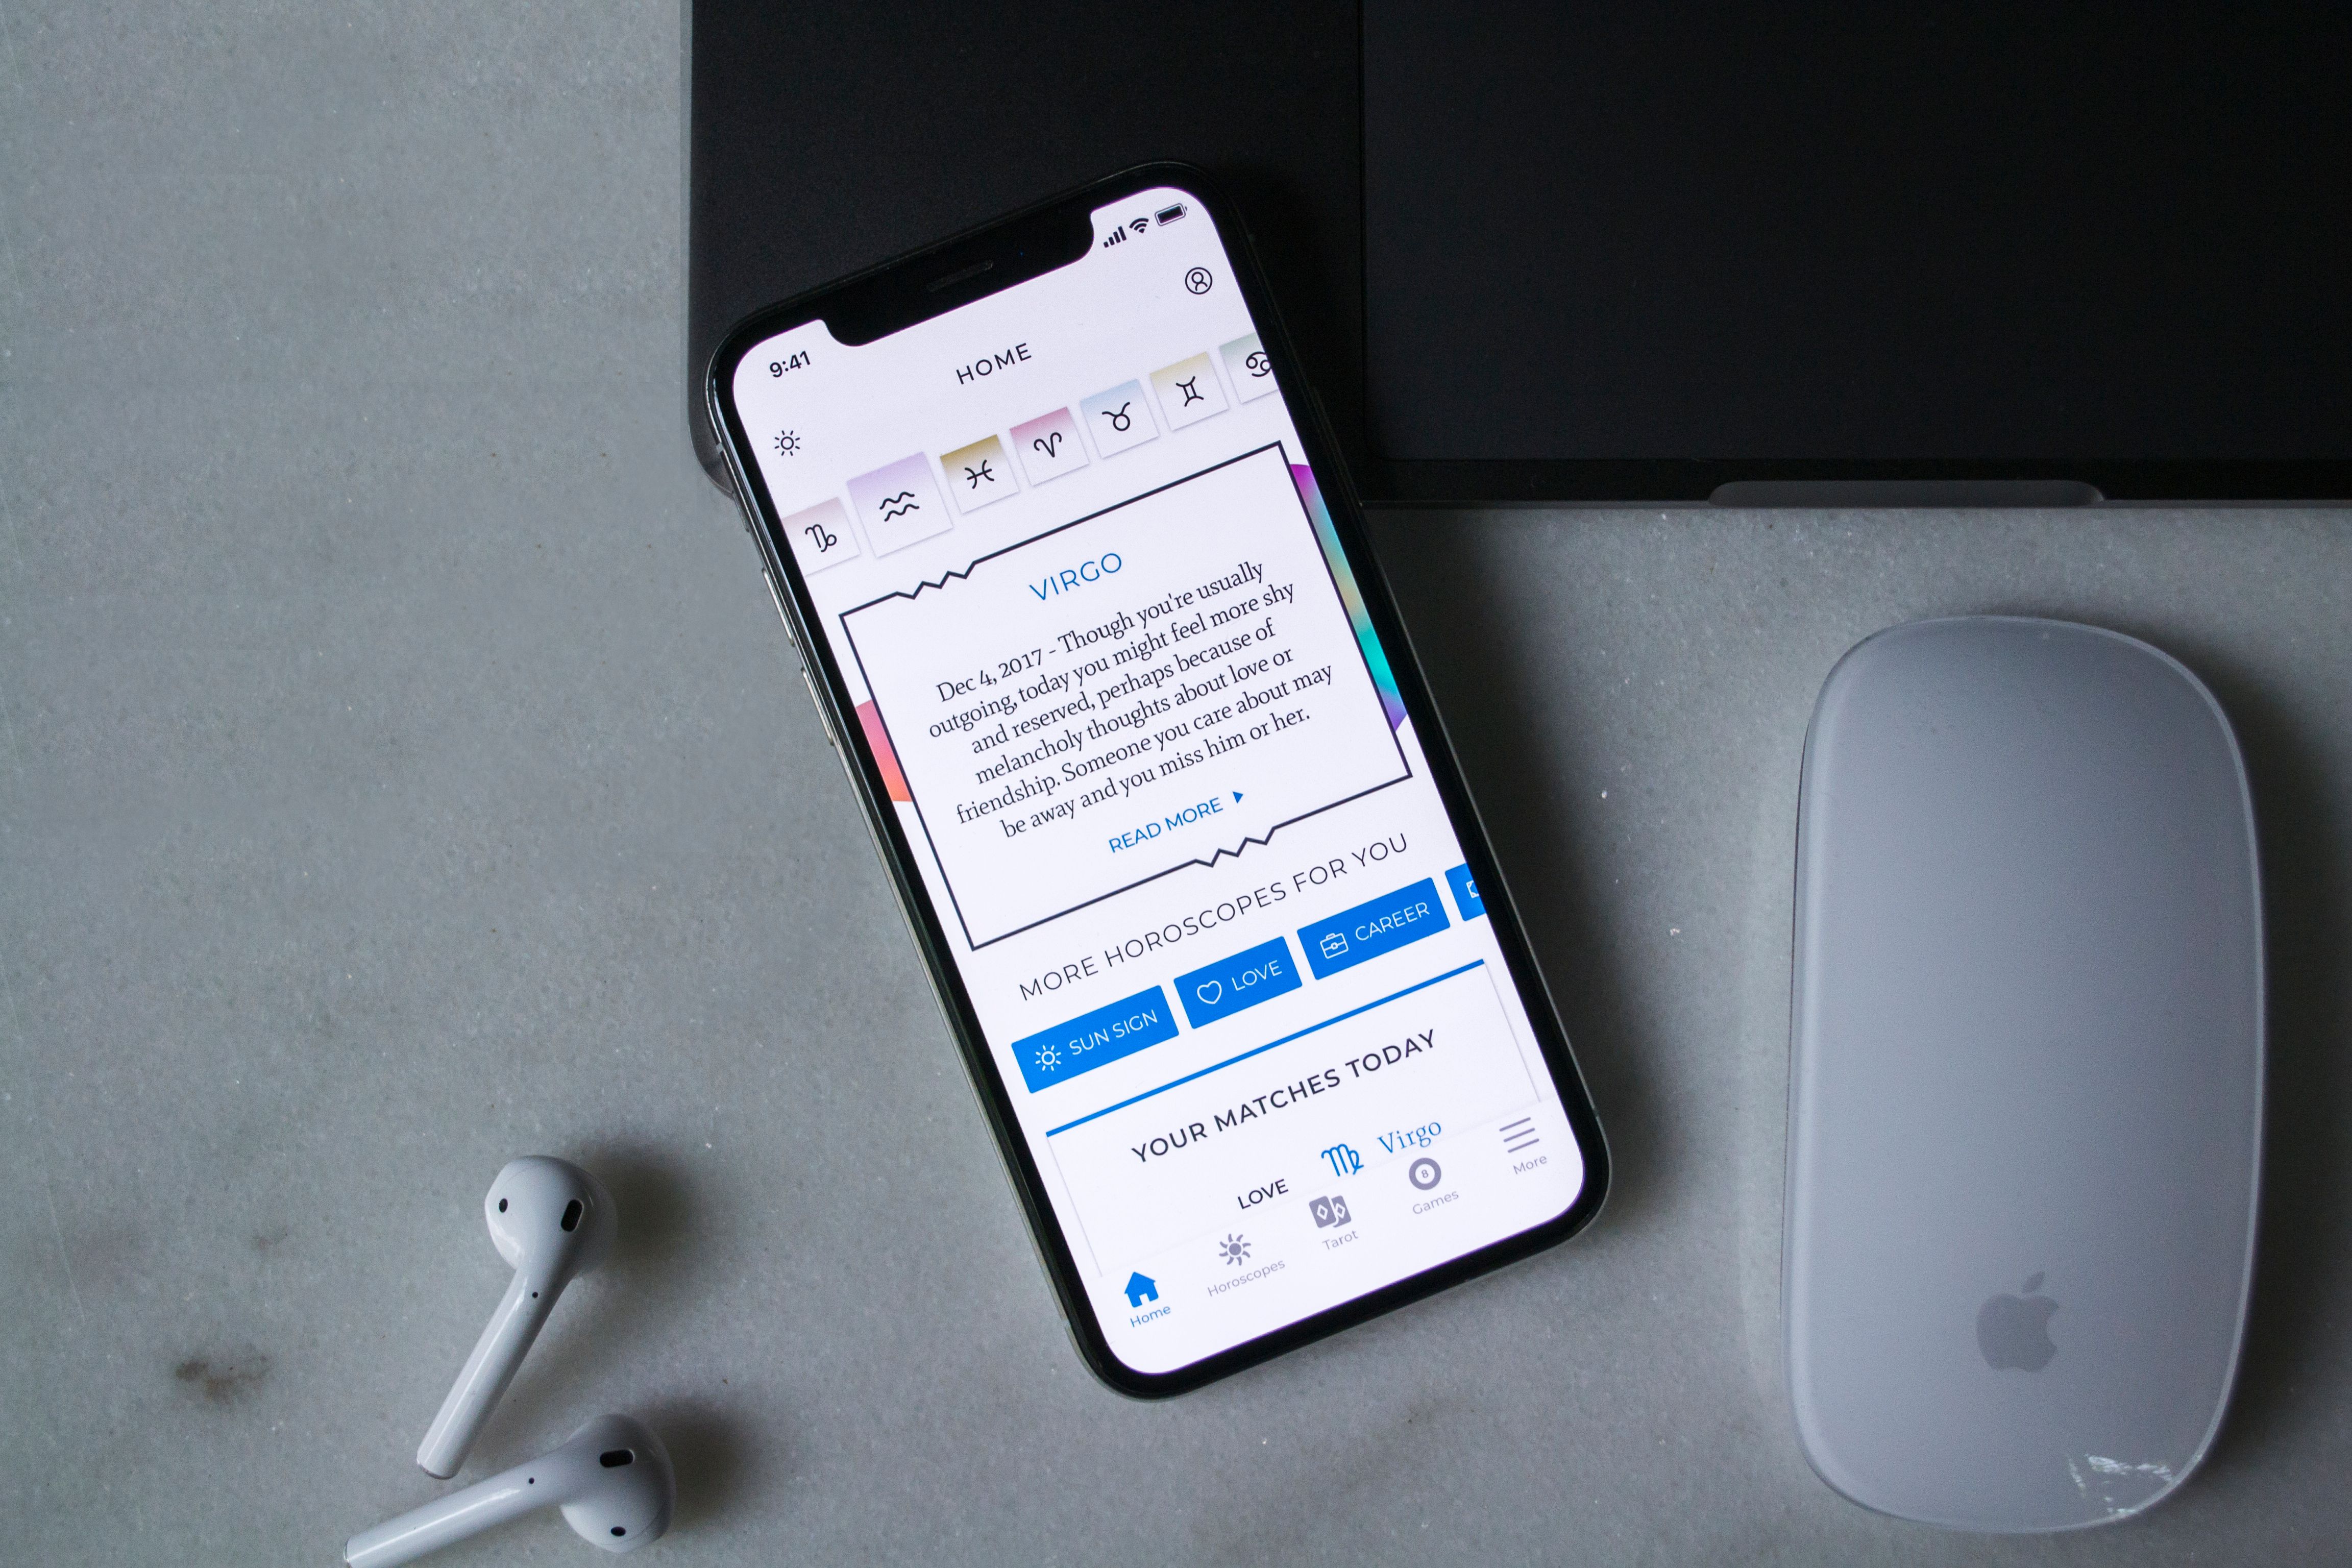 9:41
HOME
VIRGO
Dec 4, 2017 - Though you're usually
outgoing, today you might feel more shy
and reserved, perhaps because of
melancholy thoughts about love or
friendship. Someone you care about may
be away and you miss him or her.
READ MORE
MORE HOROSCOPES FOR YOU
SUN SIGN
LOVE
CAREER
YOUR MATCHES TODAY
LOVE
Virgo
Home
Horoscopes
Tarot
8
Games
More